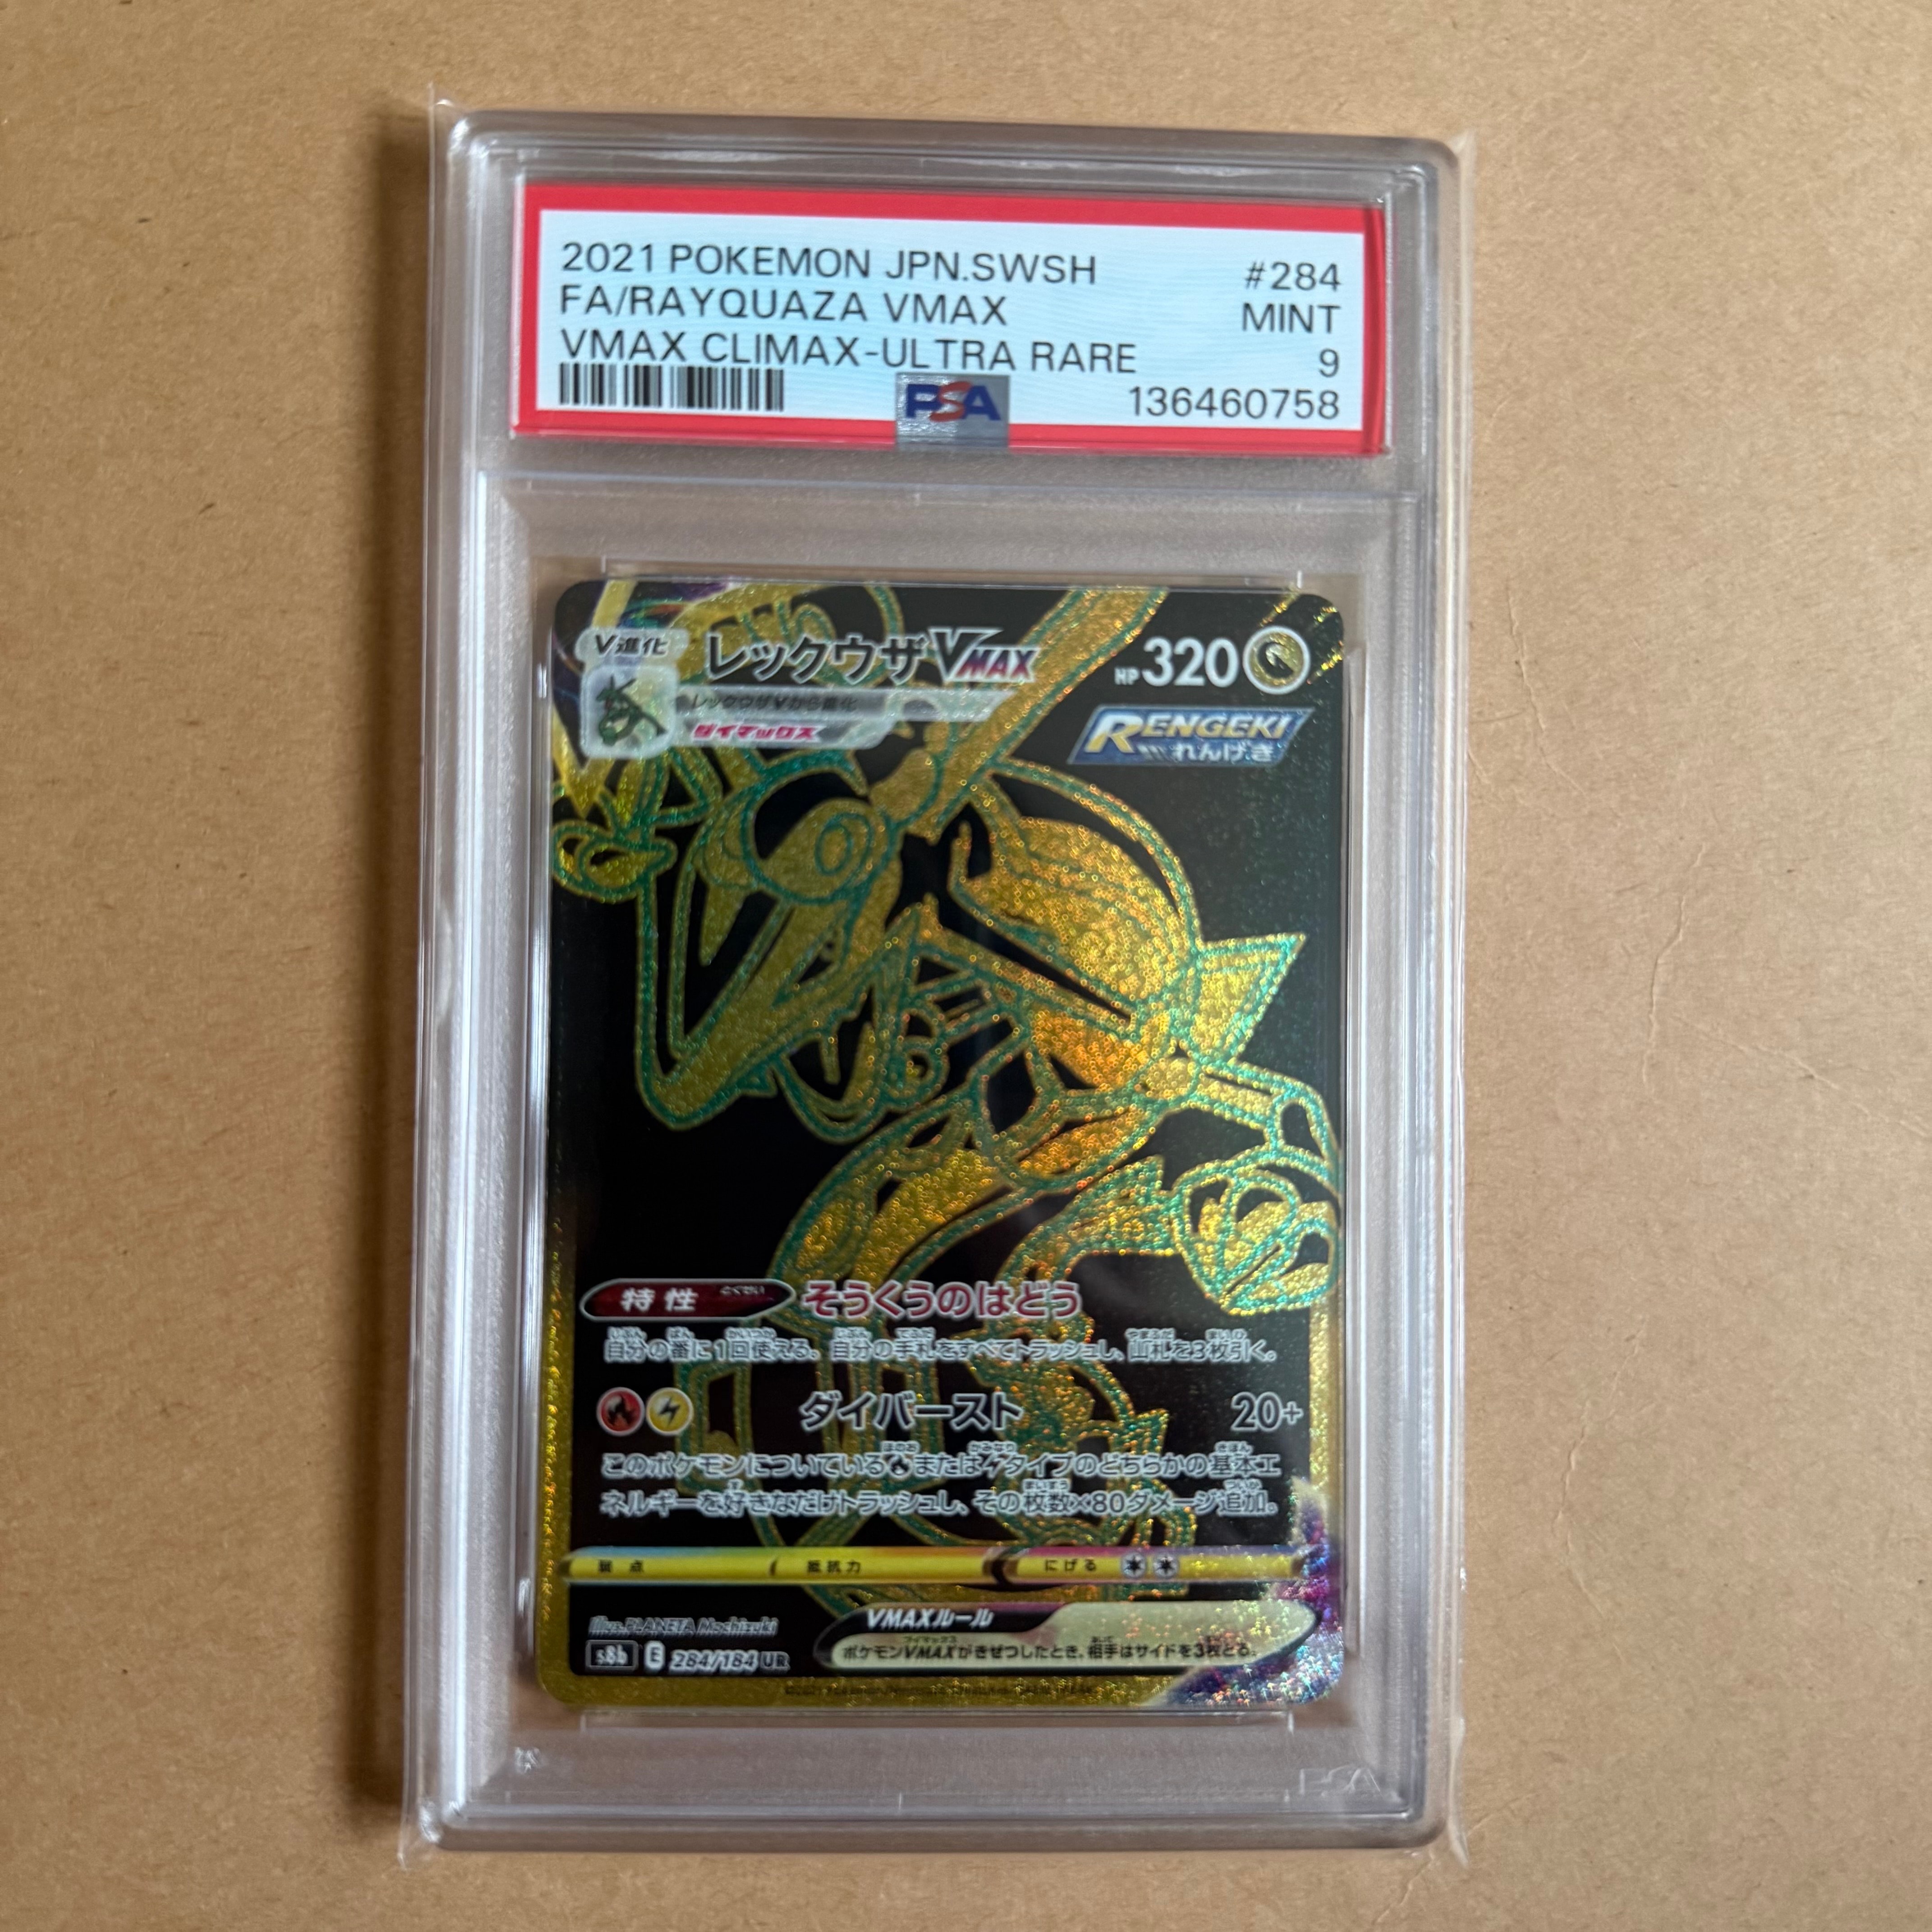 2021 POKEMON JPN.SWSH #284
FA/RAYQUAZA VMAX MINT
VMAX CLIMAX-ULTRA RARE 9
PSA 136460758
V進化 レックウザVMAX HP 320
レックウザVから進化
ダイマックス
RENGEKI
れんげき
特性 とくせい そうくうのはどう
自分の番に1回使える。自分の手札をすべてトラッシュし、山札を3枚引く。
ダイバースト 20+
このポケモンについている または タイプのどちらかの基本エ
ネルギーを好きなだけトラッシュし、その枚数×80ダメージ追加。
弱点 抵抗力 にげる
illus.PLANETA Mochizuki
VMAXルール
ポケモンVMAXがきぜつしたとき、相手はサイドを3枚とる。
s8b E 284/184 UR
PSA